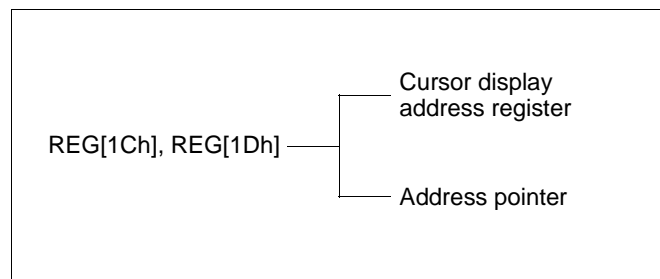 Cursor display
address register
REG[1Ch], REG[1Dh]
Address pointer